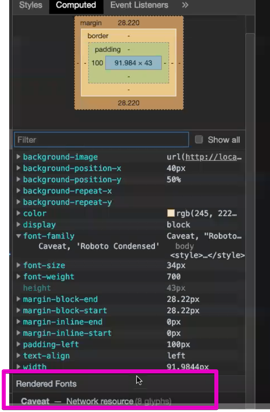 Styles Computed Event Listeners »
margin 28.220
border -
padding -
- - 100 91.984 × 43 - - -
-
-
28.220
Filter Show all
background-image url(http://loca…
background-position-x 40px
background-position-y 50%
background-repeat-x
background-repeat-y
color rgb(245, 222…
display block
font-family Caveat, "Roboto…
Caveat, 'Roboto Condensed' body
<style>…</style>
font-size 34px
font-weight 700
height 43px
margin-block-end 28.22px
margin-block-start 28.22px
margin-inline-end 0px
margin-inline-start 0px
padding-left 100px
text-align left
width 91.9844px
Rendered Fonts
Caveat — Network resource (8 glyphs)